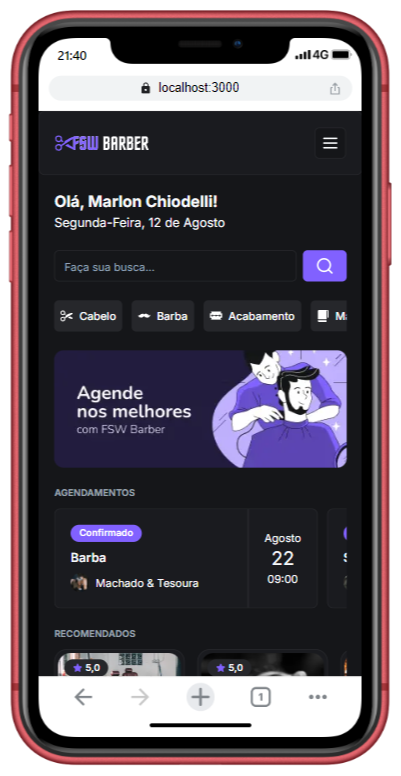 21:40
4G
localhost:3000
FSW BARBER
Olá, Marlon Chiodelli!
Segunda-Feira, 12 de Agosto
Faça sua busca...
Cabelo Barba Acabamento
Agende
nos melhores
com FSW Barber
AGENDAMENTOS
Confirmado
Barba
Machado & Tesoura
Agosto
22
09:00
RECOMENDADOS
5,0 5,0
1